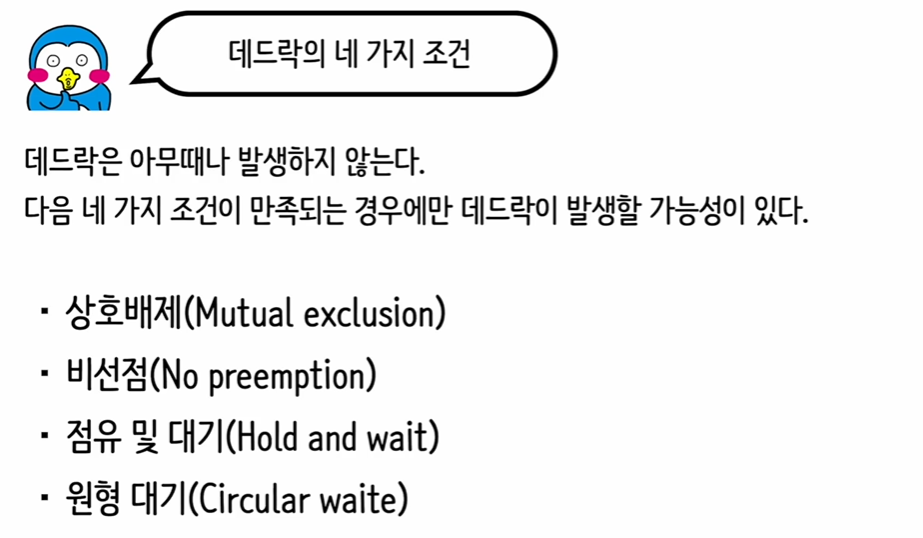 데드락의 네 가지 조건
데드락은 아무때나 발생하지 않는다.
다음 네 가지 조건이 만족되는 경우에만 데드락이 발생할 가능성이 있다.
· 상호배제(Mutual exclusion)
· 비선점(No preemption)
· 점유 및 대기(Hold and wait)
· 원형 대기(Circular waite)